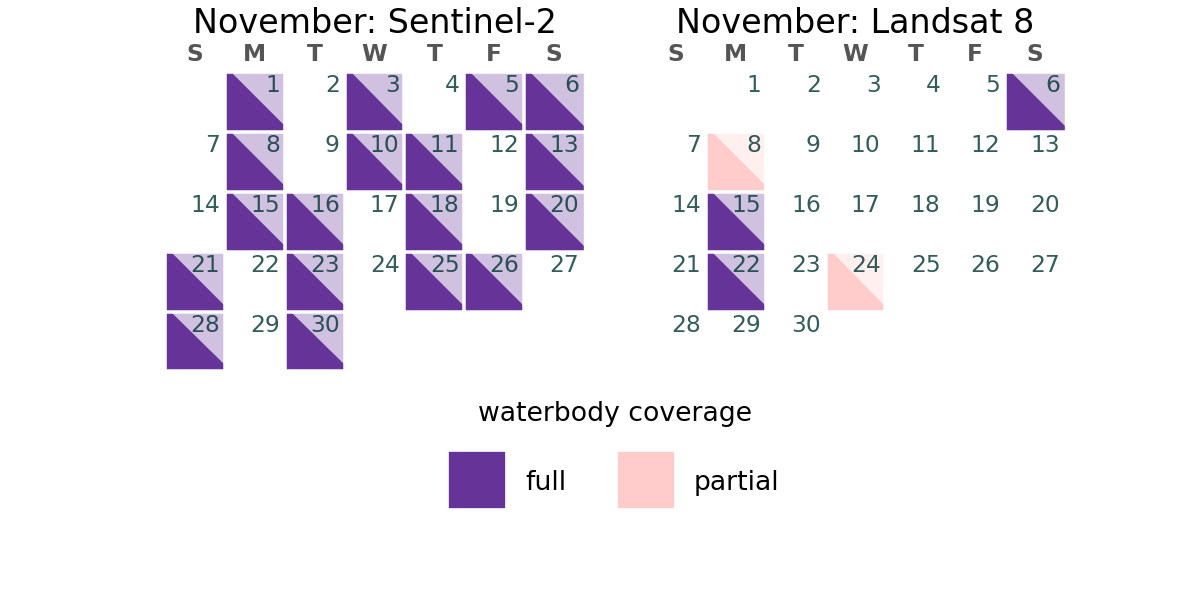 November: Sentinel-2
S M T W T F S
1 2 3 4 5 6
7 8 9 10 11 12 13
14 15 16 17 18 19 20
21 22 23 24 25 26 27
28 29 30
November: Landsat 8
S M T W T F S
1 2 3 4 5 6
7 8 9 10 11 12 13
14 15 16 17 18 19 20
21 22 23 24 25 26 27
28 29 30
waterbody coverage
full partial